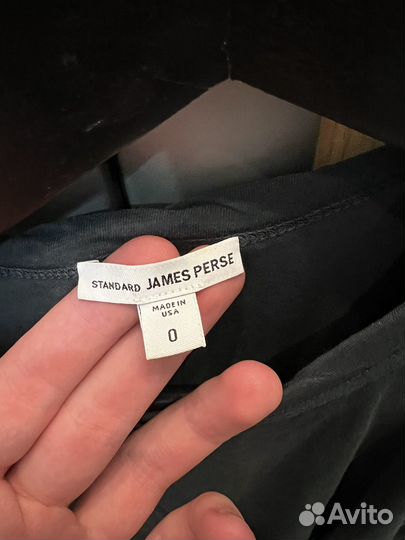 STANDARD JAMES PERSE
MADE IN
USA
0
Avito